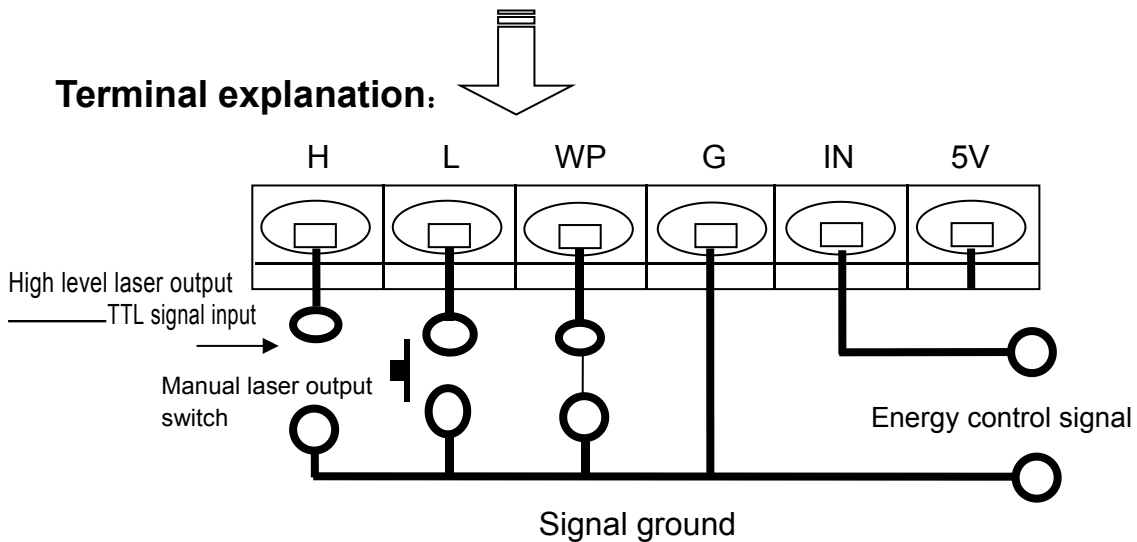 Terminal explanation：
H L WP G IN 5V
High level laser output
TTL signal input
Manual laser output
switch
Energy control signal
Signal ground